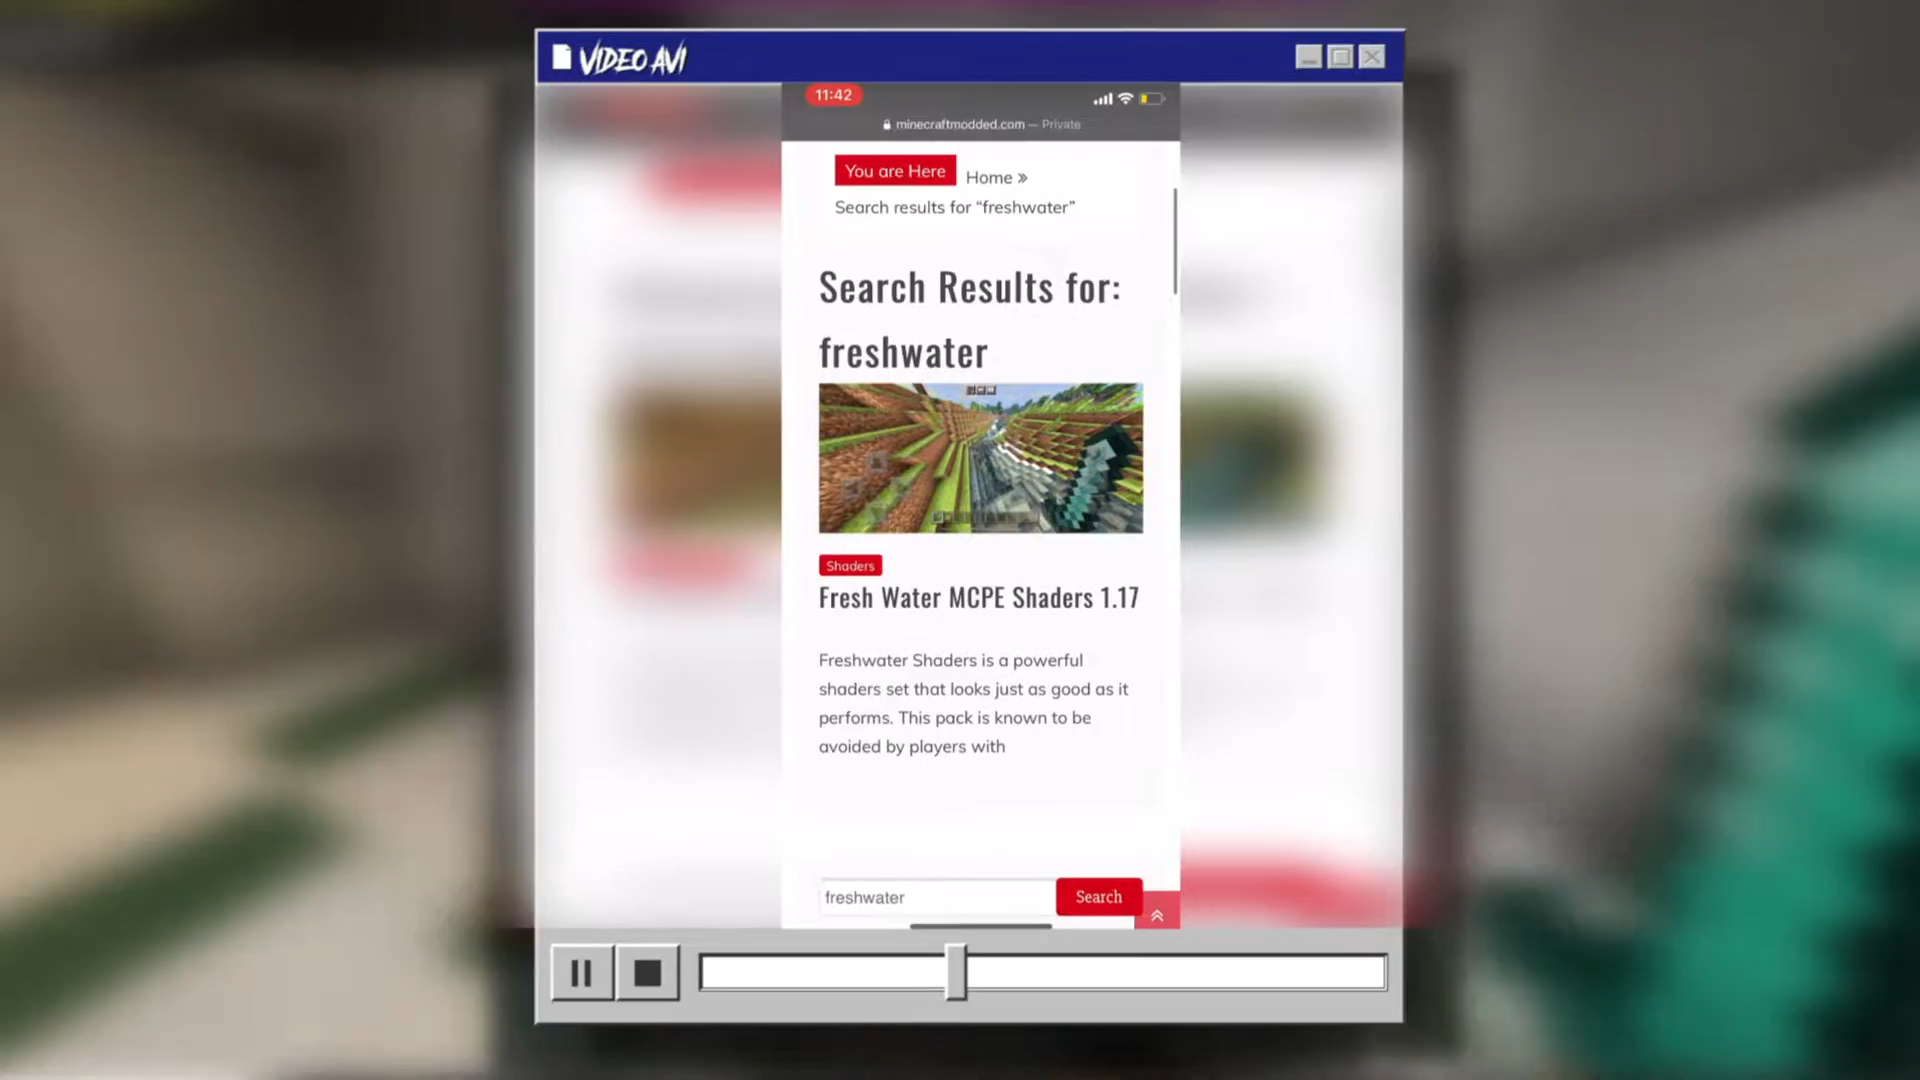 VIDEO AVI
11:42
minecraftmodded.com — Private
You are Here Home »
Search results for “freshwater”
Search Results for:
freshwater
Shaders
Fresh Water MCPE Shaders 1.17
Freshwater Shaders is a powerful
shaders set that looks just as good as it
performs. This pack is known to be
avoided by players with
freshwater Search